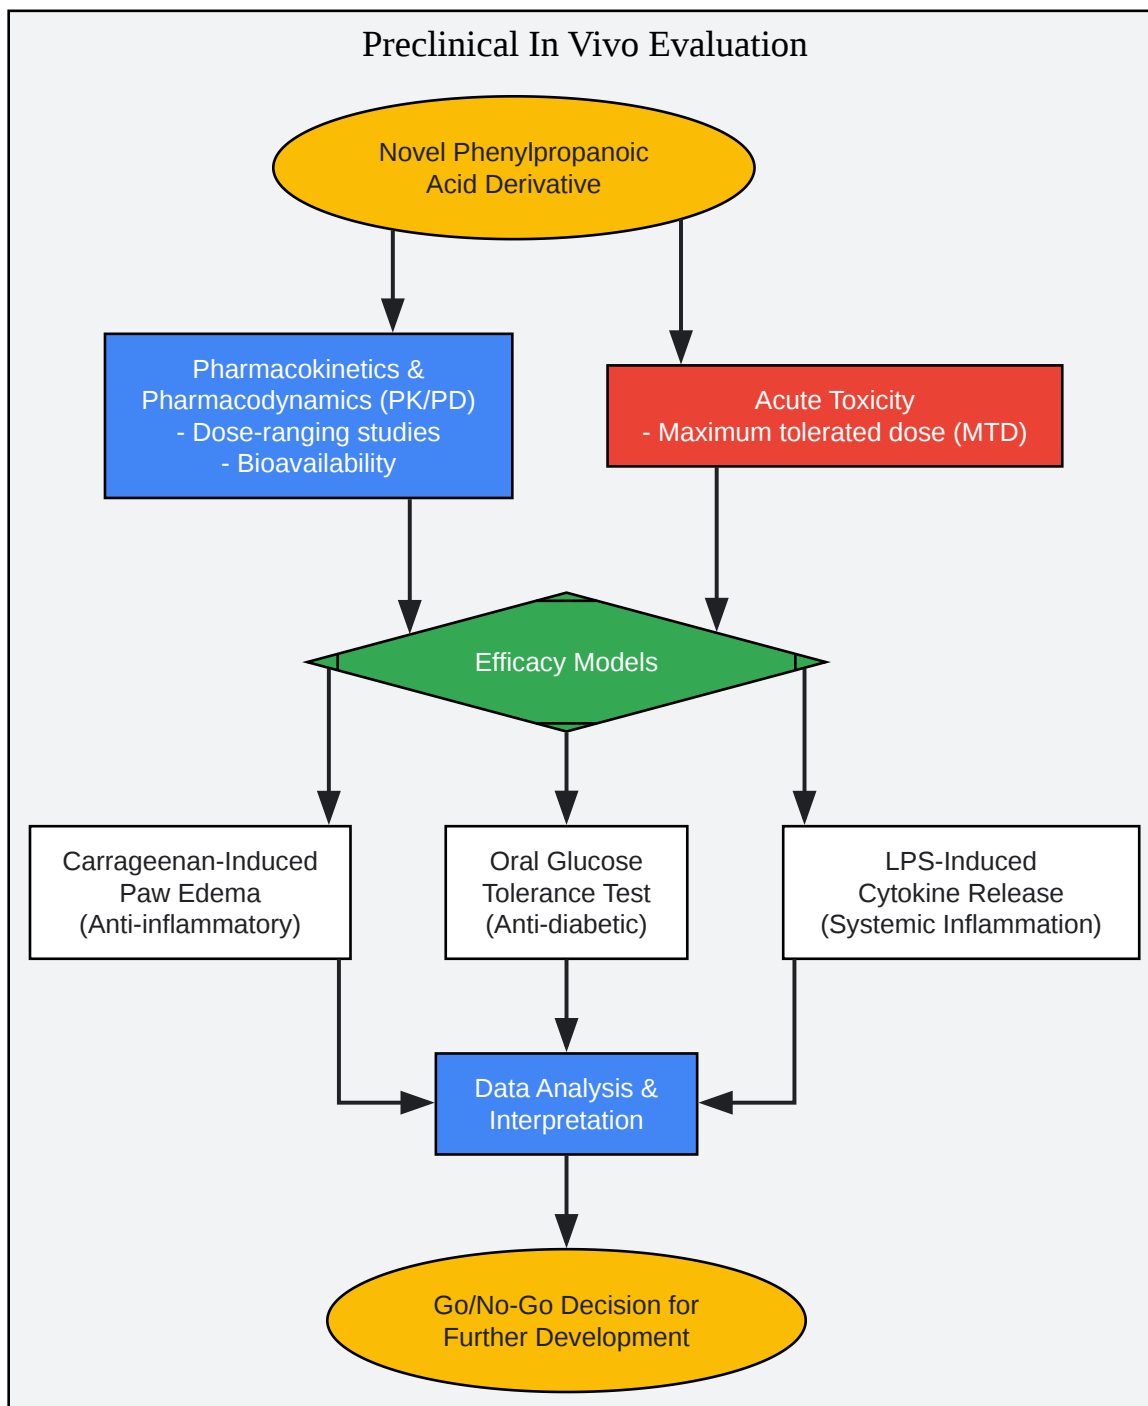 Preclinical In Vivo Evaluation
Novel Phenylpropanoic
Acid Derivative
Pharmacokinetics &
Pharmacodynamics (PK/PD)
- Dose-ranging studies
- Bioavailability
Acute Toxicity
- Maximum tolerated dose (MTD)
Efficacy Models
Carrageenan-Induced
Paw Edema
(Anti-inflammatory)
Oral Glucose
Tolerance Test
(Anti-diabetic)
LPS-Induced
Cytokine Release
(Systemic Inflammation)
Data Analysis &
Interpretation
Go/No-Go Decision for
Further Development